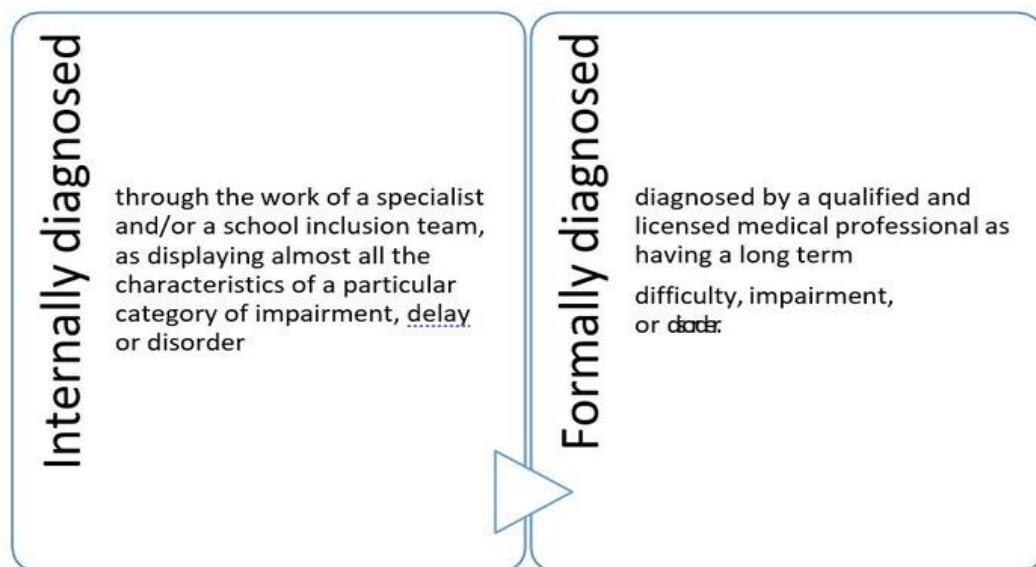 Internally diagnosed
through the work of a specialist
and/or a school inclusion team,
as displaying almost all the
characteristics of a particular
category of impairment, delay
or disorder
Formally diagnosed
diagnosed by a qualified and
licensed medical professional as
having a long term
difficulty, impairment,
or